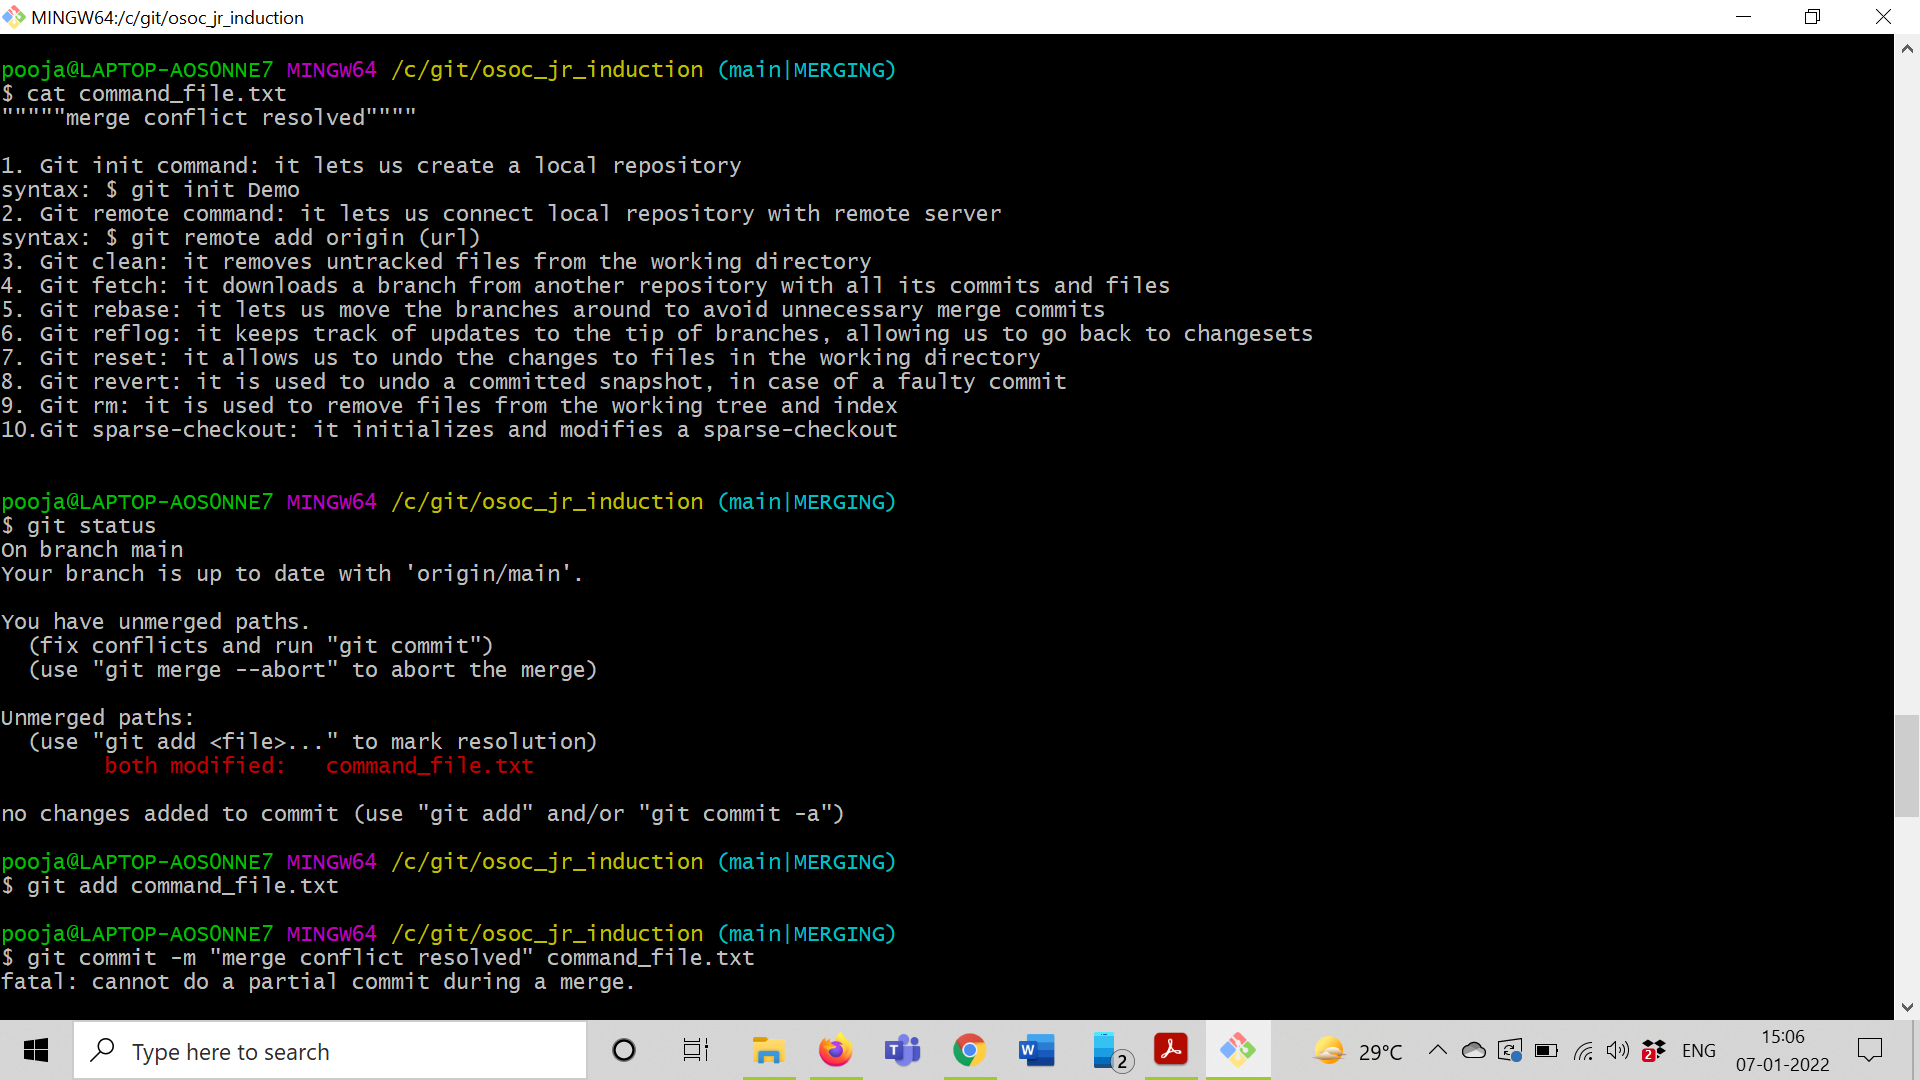 MINGW64:/c/git/osoc_jr_induction
pooja@LAPTOP-AOS0NNE7 MINGW64 /c/git/osoc_jr_induction (main|MERGING)
$ cat command_file.txt
"""""merge conflict resolved""""
1. Git init command: it lets us create a local repository
syntax: $ git init Demo
2. Git remote command: it lets us connect local repository with remote server
syntax: $ git remote add origin (url)
3. Git clean: it removes untracked files from the working directory
4. Git fetch: it downloads a branch from another repository with all its commits and files
5. Git rebase: it lets us move the branches around to avoid unnecessary merge commits
6. Git reflog: it keeps track of updates to the tip of branches, allowing us to go back to changesets
7. Git reset: it allows us to undo the changes to files in the working directory
8. Git revert: it is used to undo a committed snapshot, in case of a faulty commit
9. Git rm: it is used to remove files from the working tree and index
10.Git sparse-checkout: it initializes and modifies a sparse-checkout
pooja@LAPTOP-AOS0NNE7 MINGW64 /c/git/osoc_jr_induction (main|MERGING)
$ git status
On branch main
Your branch is up to date with 'origin/main'.
You have unmerged paths.
  (fix conflicts and run "git commit")
  (use "git merge --abort" to abort the merge)
Unmerged paths:
  (use "git add <file>..." to mark resolution)
        both modified:   command_file.txt
no changes added to commit (use "git add" and/or "git commit -a")
pooja@LAPTOP-AOS0NNE7 MINGW64 /c/git/osoc_jr_induction (main|MERGING)
$ git add command_file.txt
pooja@LAPTOP-AOS0NNE7 MINGW64 /c/git/osoc_jr_induction (main|MERGING)
$ git commit -m "merge conflict resolved" command_file.txt
fatal: cannot do a partial commit during a merge.
Type here to search
T
W
2
29°C
2
ENG
15:06
07-01-2022